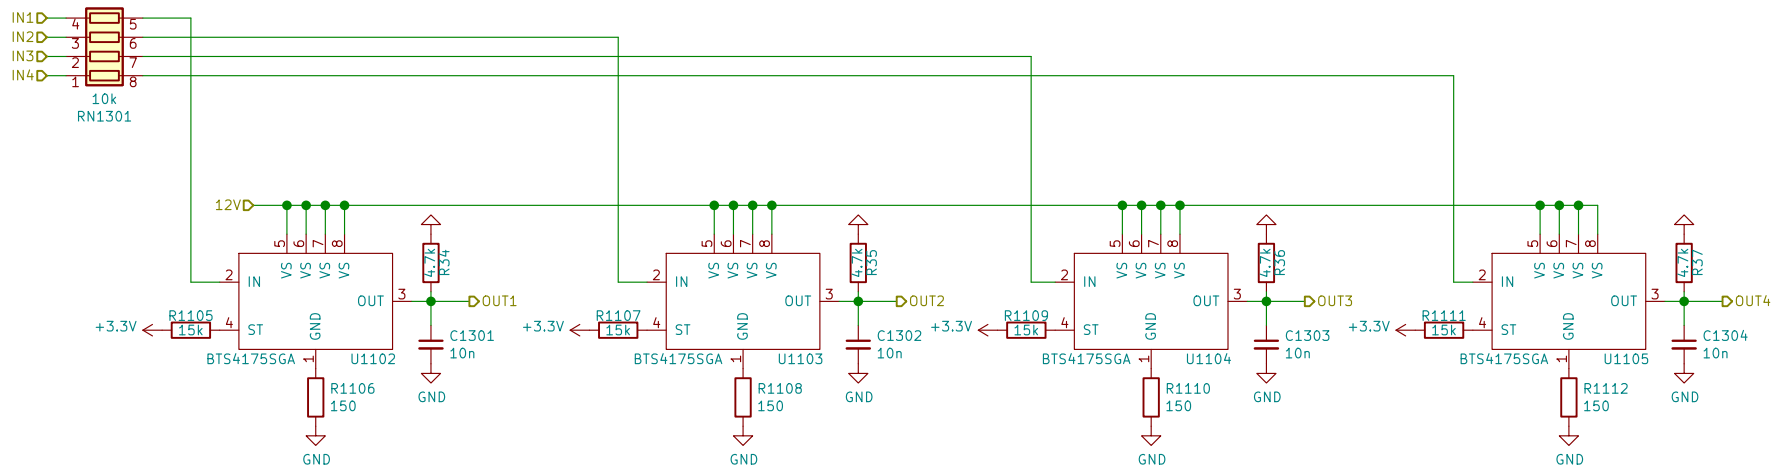 IN1 4 5
IN2 3 6
IN3 2 7
IN4 1 8
10k
RN1301
12V
5 6 7 8
VS VS VS VS
2 IN
OUT 3
GND
4 ST
+3.3V
R1105
15k
BTS4175SGA
U1102
1
R1106
150
GND
4.7k
R34
OUT1
C1301
10n
GND
5 6 7 8
VS VS VS VS
2 IN
OUT 3
GND
4 ST
+3.3V
R1107
15k
BTS4175SGA
U1103
1
R1108
150
GND
4.7k
R35
OUT2
C1302
10n
GND
5 6 7 8
VS VS VS VS
2 IN
OUT 3
GND
4 ST
+3.3V
R1109
15k
BTS4175SGA
U1104
1
R1110
150
GND
4.7k
R36
OUT3
C1303
10n
GND
5 6 7 8
VS VS VS VS
2 IN
OUT 3
GND
4 ST
+3.3V
R1111
15k
BTS4175SGA
U1105
1
R1112
150
GND
4.7k
R37
OUT4
C1304
10n
GND